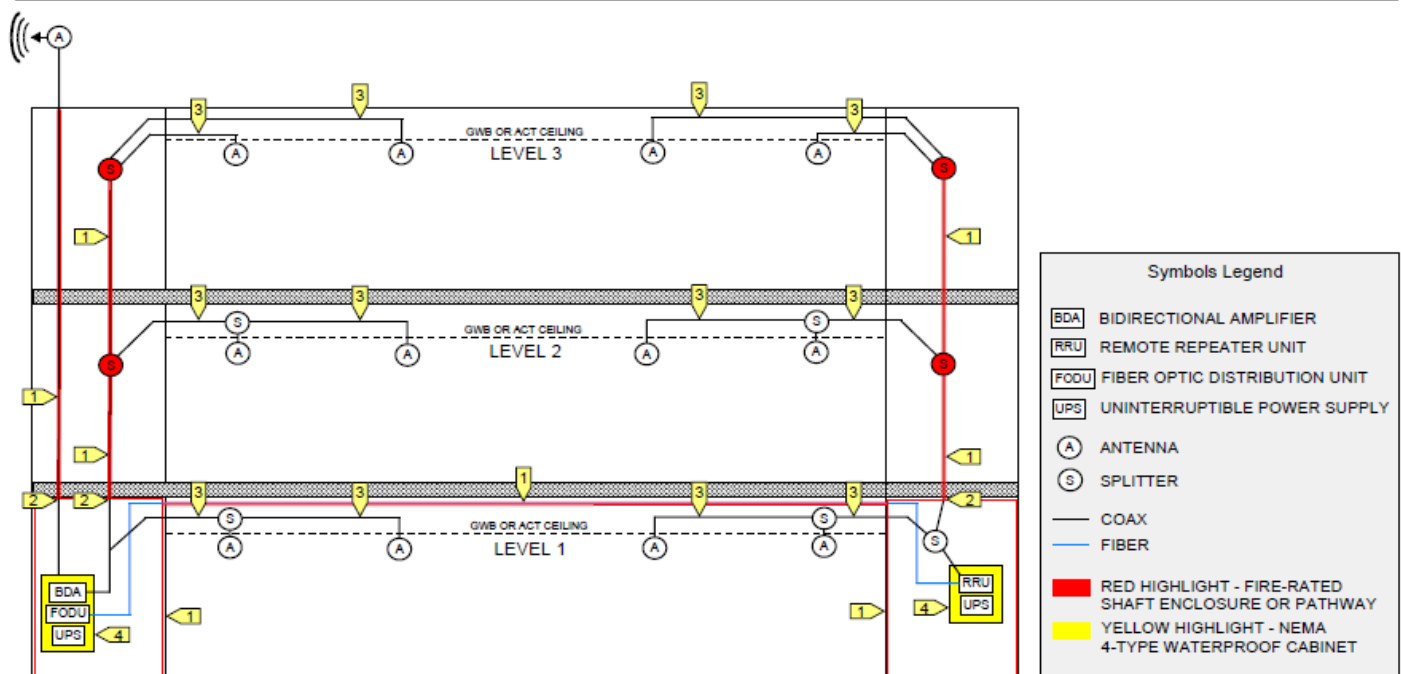 A
3
3
3
3
GWB OR ACT CEILING
LEVEL 3
A
A
A
A
S
S
1
1
3
3
3
3
S
S
GWB OR ACT CEILING
LEVEL 2
A
A
A
A
S
S
1
1
1
1
2
2
2
3
3
3
3
S
S
GWB OR ACT CEILING
LEVEL 1
A
A
A
A
S
BDA
FODU
UPS
4
1
1
4
RRU
UPS
Symbols Legend
BDA BIDIRECTIONAL AMPLIFIER
RRU REMOTE REPEATER UNIT
FODU FIBER OPTIC DISTRIBUTION UNIT
UPS UNINTERRUPTIBLE POWER SUPPLY
A ANTENNA
S SPLITTER
COAX
FIBER
RED HIGHLIGHT - FIRE-RATED
SHAFT ENCLOSURE OR PATHWAY
YELLOW HIGHLIGHT - NEMA
4-TYPE WATERPROOF CABINET